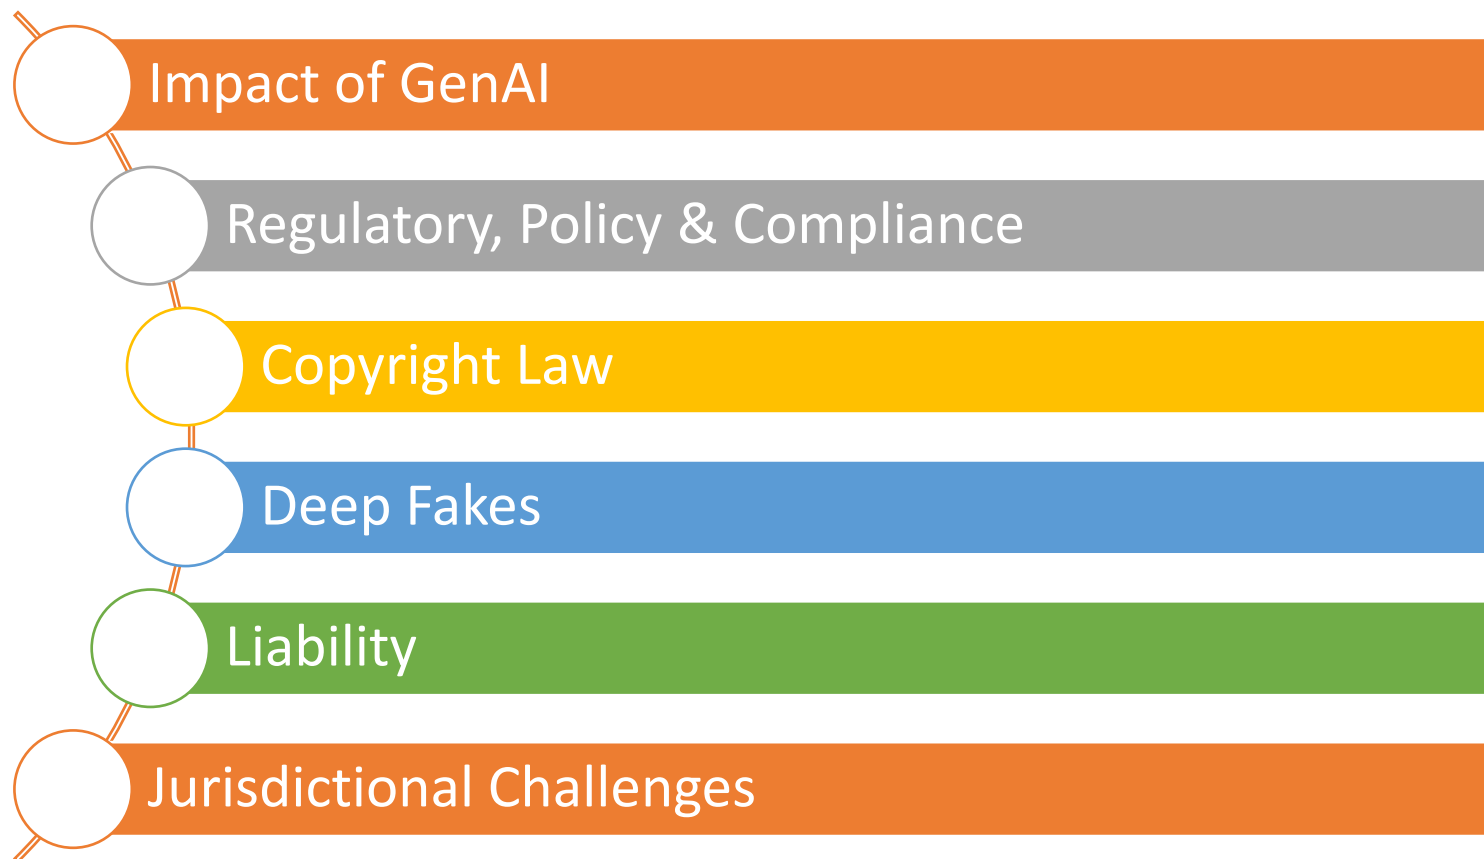 Impact of GenAI
Regulatory, Policy & Compliance
Copyright Law
Deep Fakes
Liability
Jurisdictional Challenges